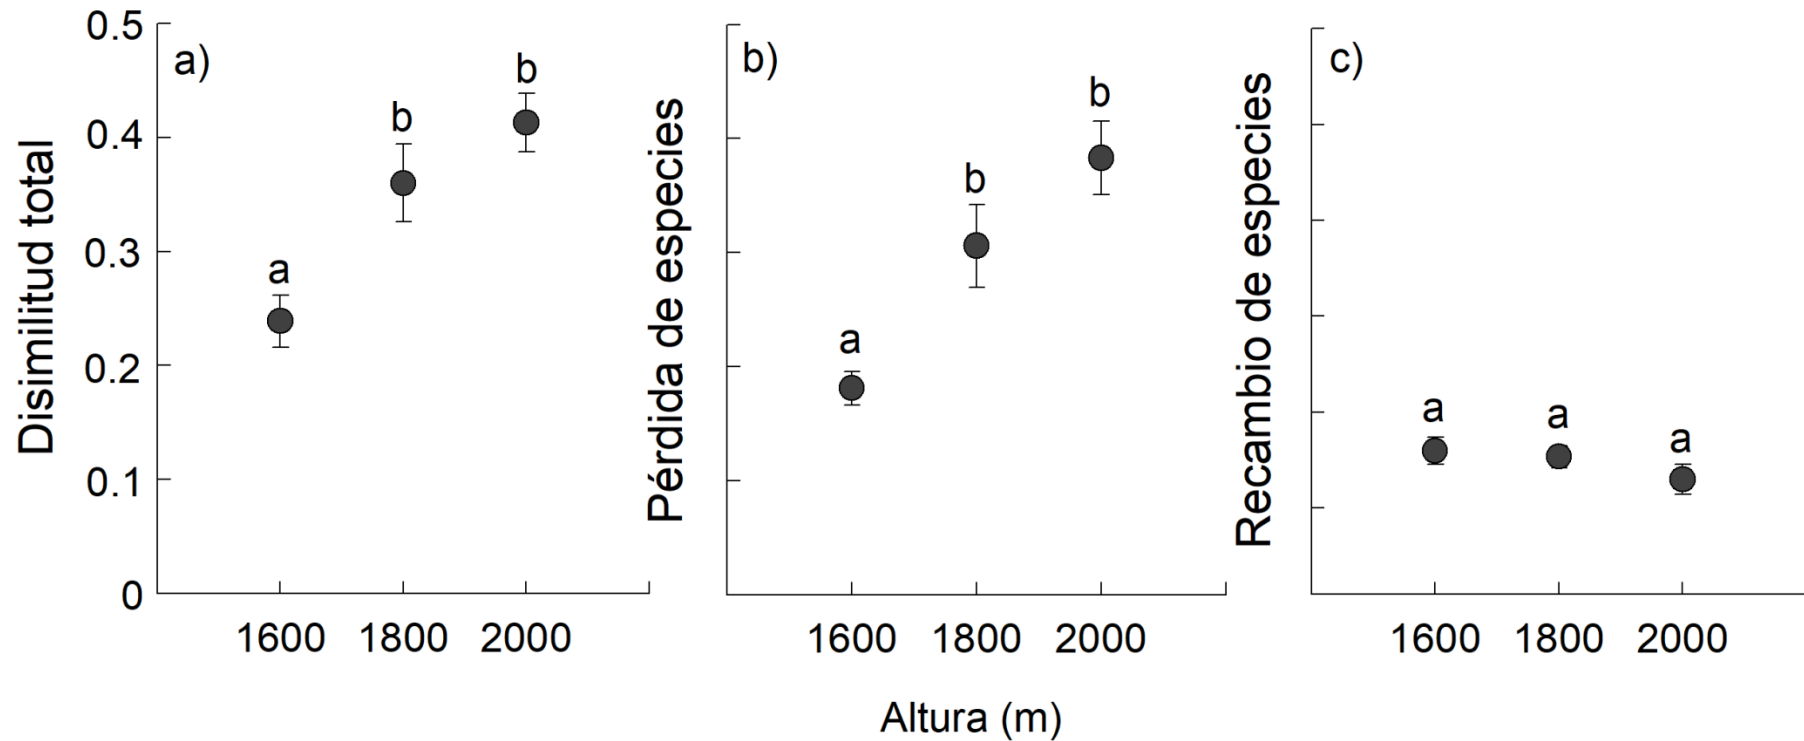 a)
Disimilitud total
0.5
0.4
0.3
0.2
0.1
0
a
b
b
1600 1800 2000
b)
Pérdida de especies
a
b
b
1600 1800 2000
c)
Recambio de especies
a
a
a
1600 1800 2000
Altura (m)